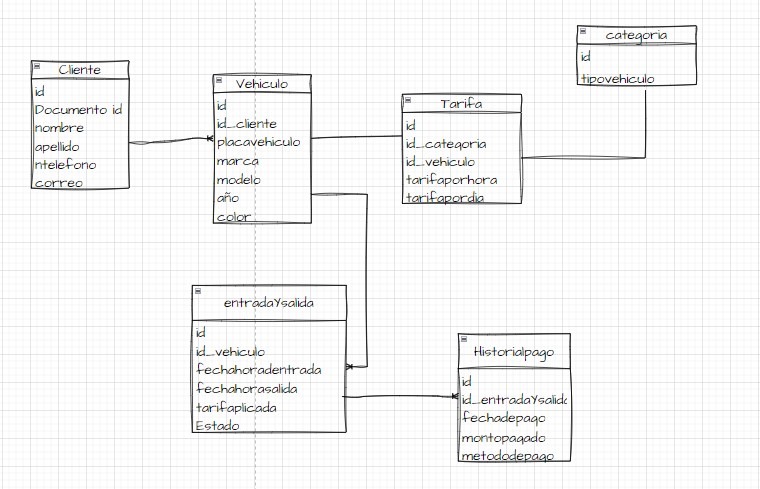 Cliente
id
Documento id
nombre
apellido
ntelefono
correo
Vehiculo
id
id_cliente
placavehiculo
marca
modelo
año
color
Tarifa
id
id_categoria
id_vehiculo
tarifaporhora
tarifapordia
categoria
id
tipovehiculo
entradaYsalida
id
id_vehiculo
fechahoradentrada
fechahorasalida
tarifaplicada
Estado
Historialpago
id
id_entradaYsalida
fechadepago
montopagado
metododepago